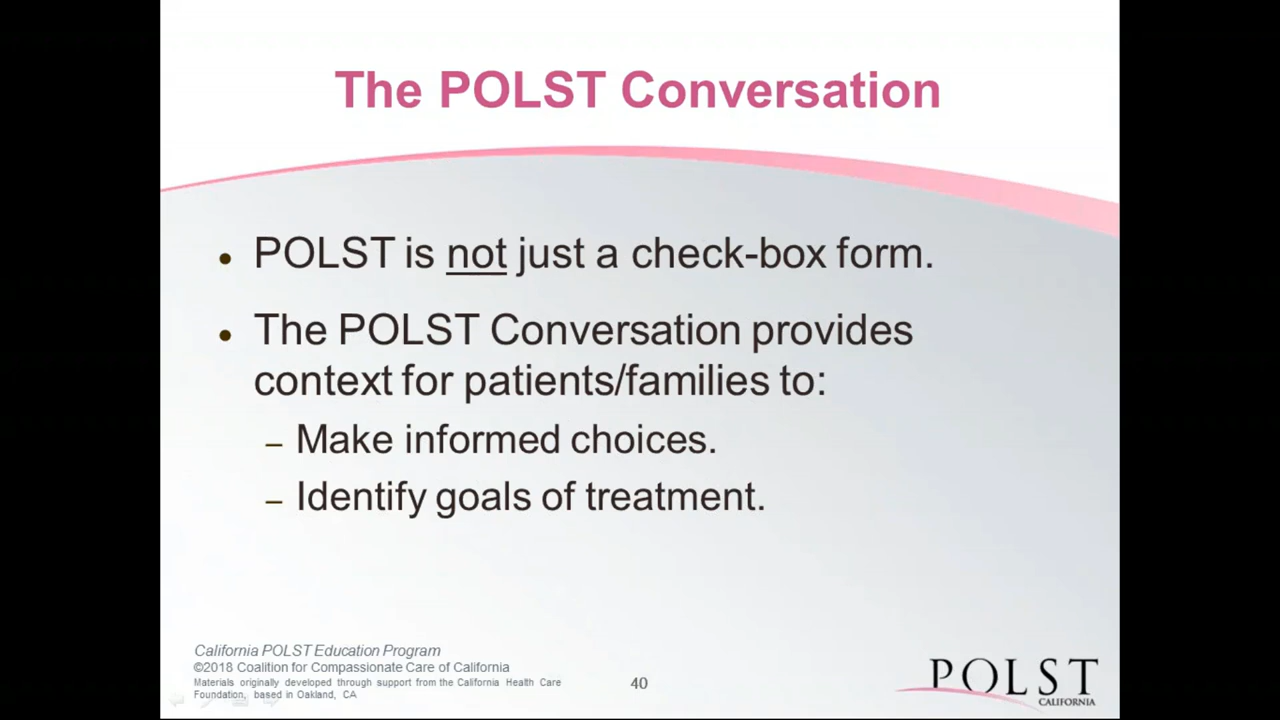 The POLST Conversation
• POLST is not just a check-box form.
• The POLST Conversation provides
context for patients/families to:
– Make informed choices.
– Identify goals of treatment.
California POLST Education Program
©2018 Coalition for Compassionate Care of California
Materials originally developed through support from the California Health Care
Foundation, based in Oakland, CA
40
POLST
CALIFORNIA